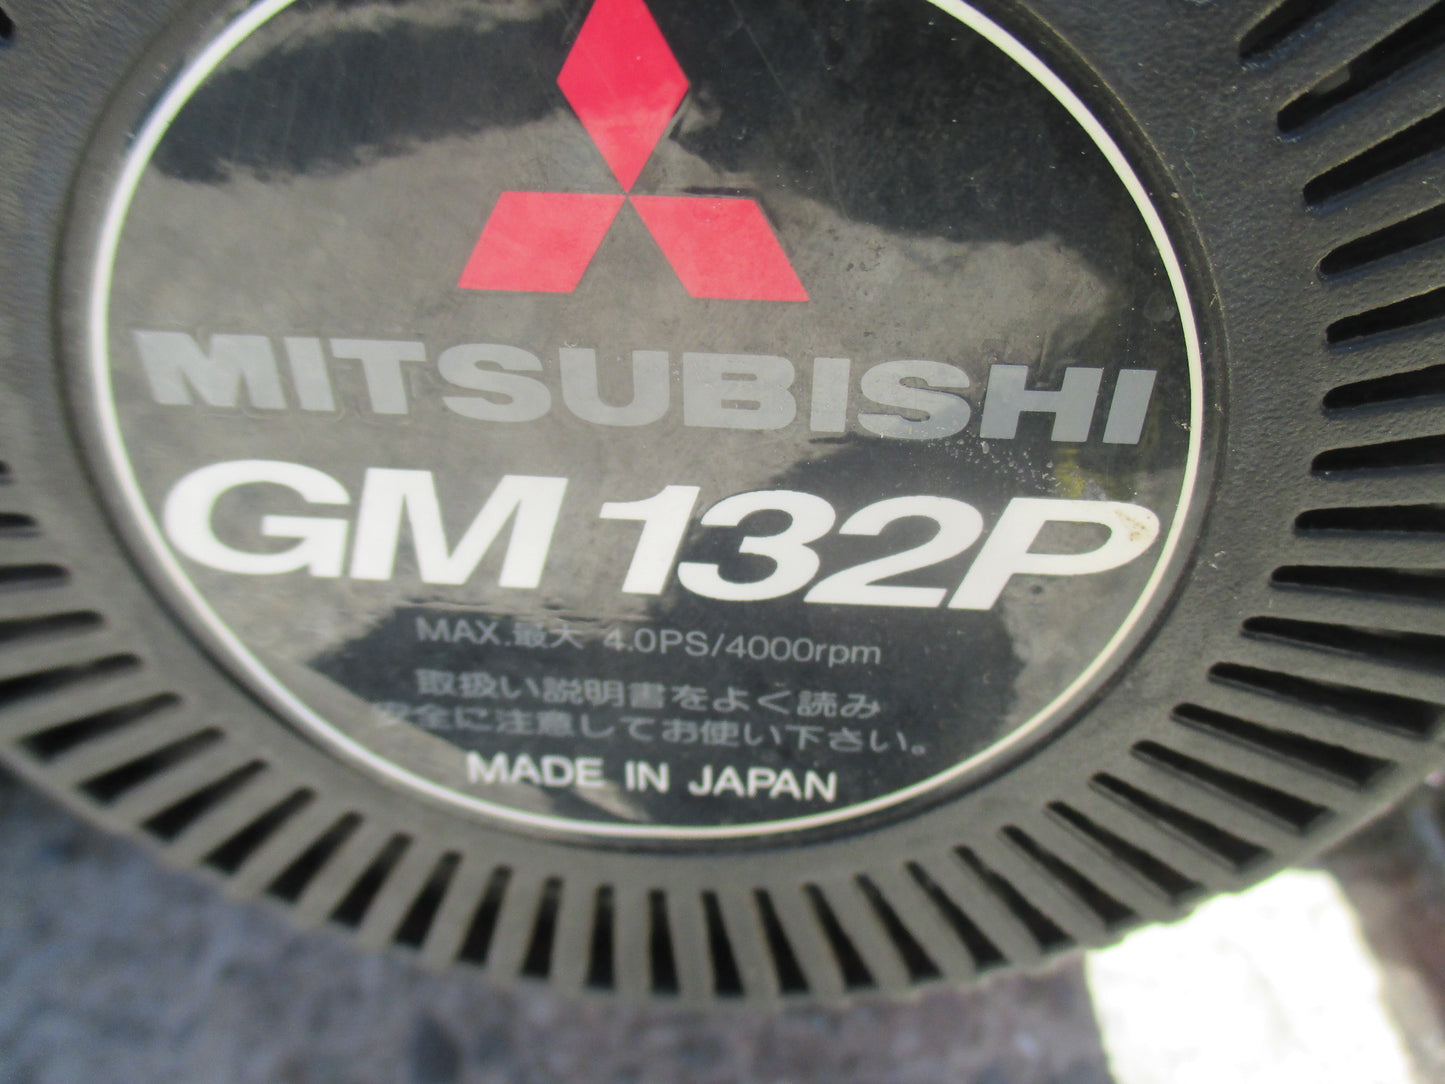 MITSUBISHI
GM 132P
MAX.最大 4.0PS/4000rpm
取扱い説明書をよく読み
安全に注意してお使い下さい。
MADE IN JAPAN